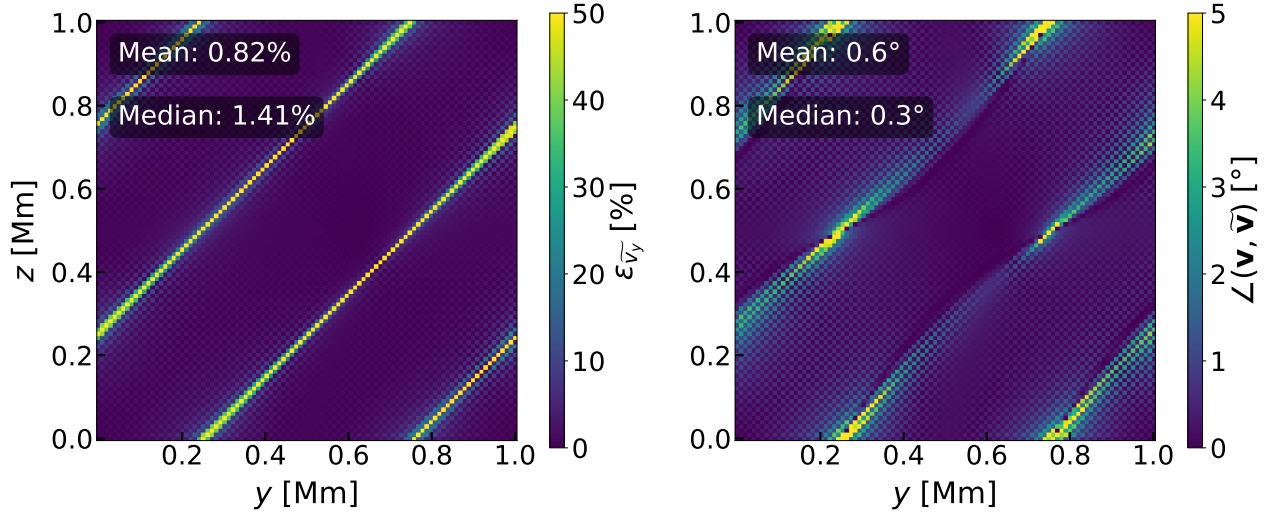 1.0
0.8
0.6
0.4
0.2
0.0
z [Mm]
Mean: 0.82%
Median: 1.41%
0.2 0.4 0.6 0.8 1.0
y [Mm]
50
40
30
20
10
0
ε_{\widetilde{v_y}} [%]
1.0
0.8
0.6
0.4
0.2
0.0
Mean: 0.6°
Median: 0.3°
0.2 0.4 0.6 0.8 1.0
y [Mm]
5
4
3
2
1
0
∠(v, ṽ) [°]